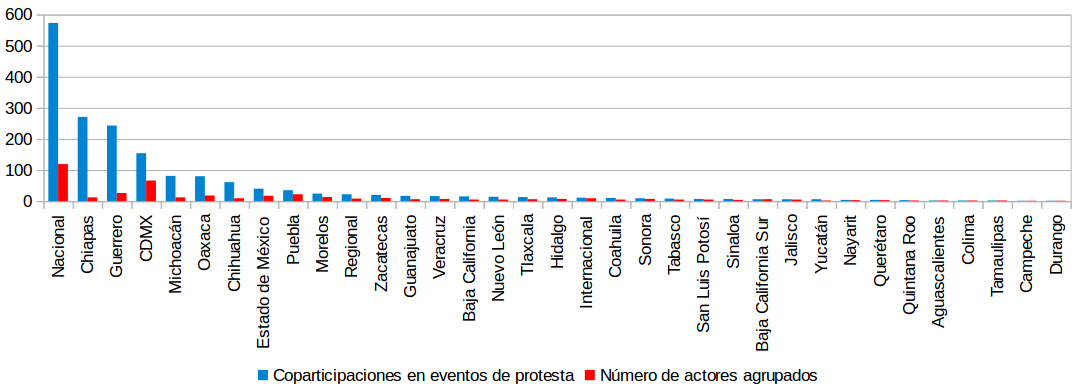 600
500
400
300
200
100
0
Nacional
Chiapas
Guerrero
CDMX
Michoacán
Oaxaca
Chihuahua
Estado de México
Puebla
Morelos
Regional
Zacatecas
Guanajuato
Veracruz
Baja California
Nuevo León
Tlaxcala
Hidalgo
Internacional
Coahuila
Sonora
Tabasco
San Luis Potosí
Sinaloa
Baja California Sur
Jalisco
Yucatán
Nayarit
Querétaro
Quintana Roo
Aguascalientes
Colima
Tamaulipas
Campeche
Durango
Coparticipaciones en eventos de protesta
Número de actores agrupados